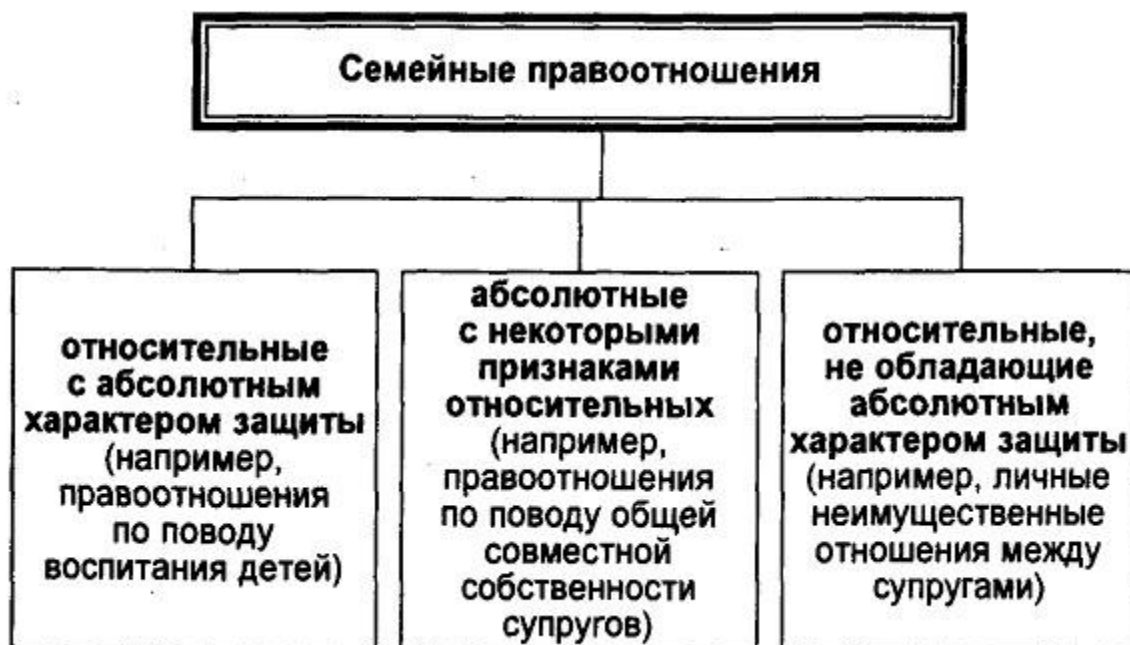 Семейные правоотношения
относительные
с абсолютным
характером защиты
(например,
правоотношения
по поводу
воспитания детей)
абсолютные
с некоторыми
признаками
относительных
(например,
правоотношения
по поводу общей
совместной
собственности
супругов)
относительные,
не обладающие
абсолютным
характером защиты
(например, личные
неимущественные
отношения между
супругами)